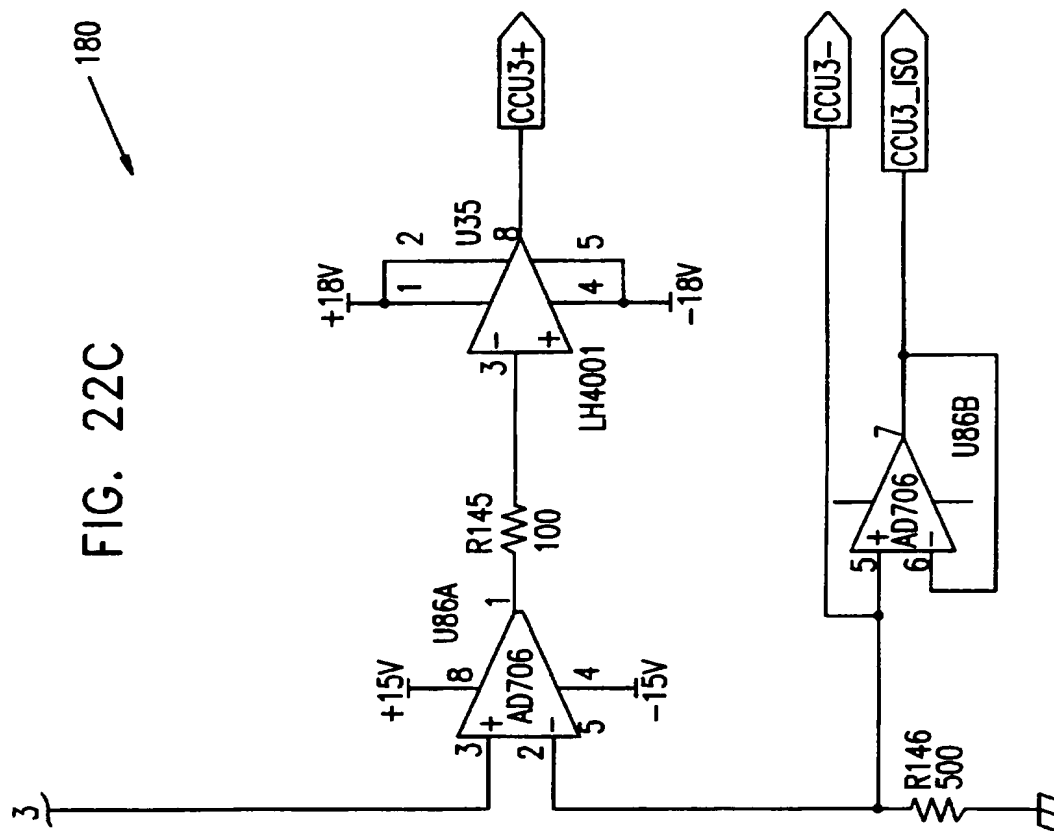 FIG. 22C
180
3
+15V
8
U86A
3
+
AD706
1
2
-
5
4
-15V
R145
100
+18V
1
2
U35
3
-
+
8
4
5
-18V
LH4001
CCU3+
CCU3-
CCU3_ISO
5
+
AD706
7
6
-
U86B
R146
500